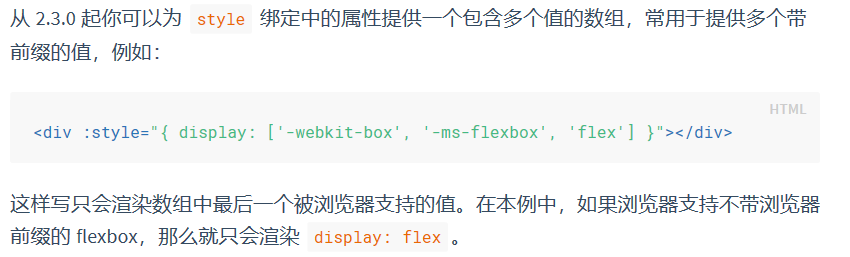 从 2.3.0 起你可以为 style 绑定中的属性提供一个包含多个值的数组，常用于提供多个带
前缀的值，例如：
HTML
<div :style="{ display: ['-webkit-box', '-ms-flexbox', 'flex'] }"></div>
这样写只会渲染数组中最后一个被浏览器支持的值。在本例中，如果浏览器支持不带浏览器
前缀的 flexbox，那么就只会渲染 display: flex 。